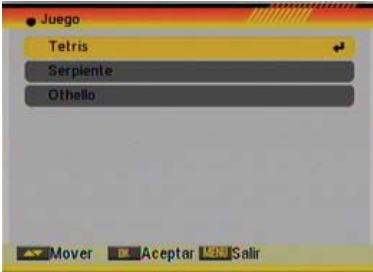 Juego
Tetris
Serpiente
Othello
Mover OK Aceptar MENU Salir